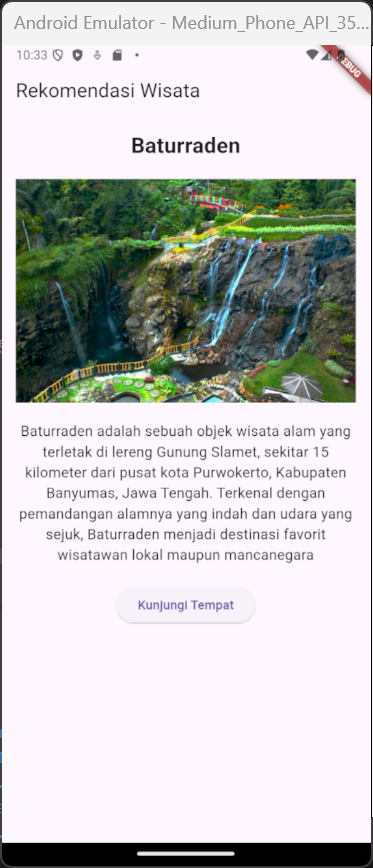 Android Emulator - Medium_Phone_API_35...
10:33
Rekomendasi Wisata
Baturraden
Baturraden adalah sebuah objek wisata alam yang
terletak di lereng Gunung Slamet, sekitar 15
kilometer dari pusat kota Purwokerto, Kabupaten
Banyumas, Jawa Tengah. Terkenal dengan
pemandangan alamnya yang indah dan udara yang
sejuk, Baturraden menjadi destinasi favorit
wisatawan lokal maupun mancanegara
Kunjungi Tempat